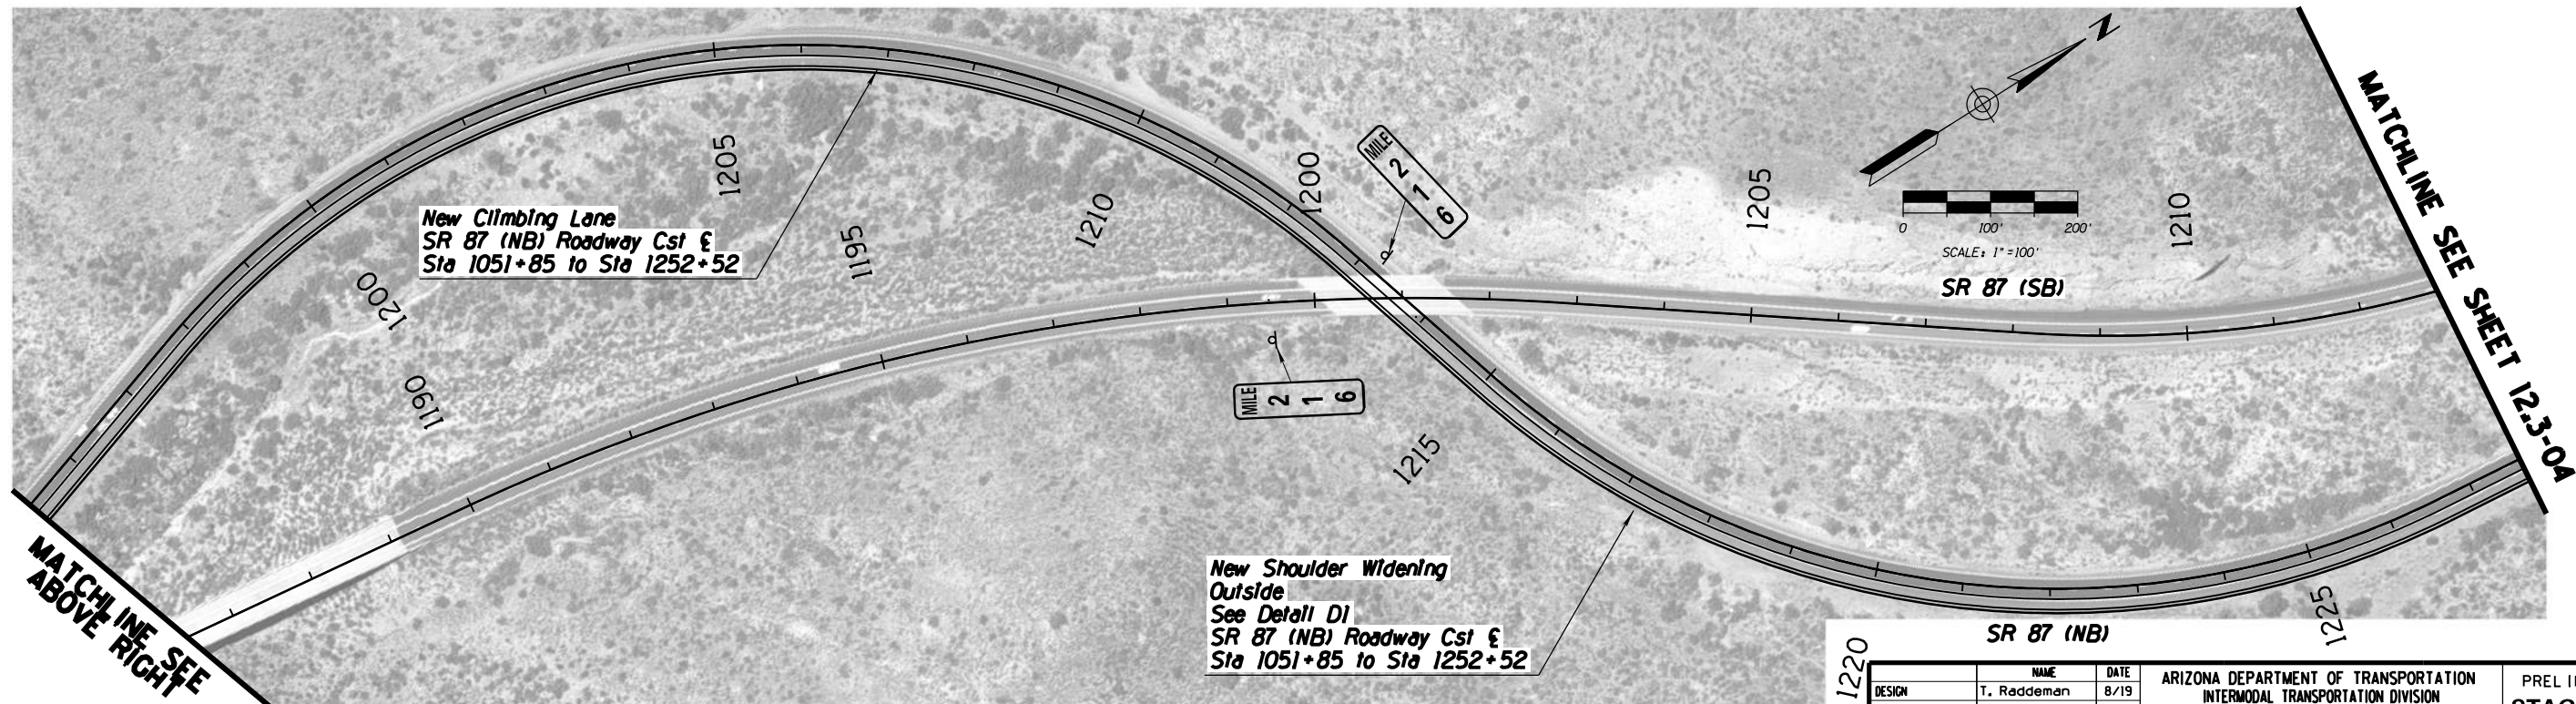 MATCHLINE SEE SHEET 12.3-04
N
0 100' 200'
SCALE: 1"=100'
SR 87 (SB)
1205
1210
1200
1205
1210
1195
1200
1190
1215
MILE
2
1
6
MILE
2
1
6
New Climbing Lane
SR 87 (NB) Roadway Cst ℄
Sta 1051+85 to Sta 1252+52
MATCHLINE SEE
ABOVE RIGHT
New Shoulder Widening
Outside
See Detail D1
SR 87 (NB) Roadway Cst ℄
Sta 1051+85 to Sta 1252+52
1225
SR 87 (NB)
1220
NAME DATE
DESIGN T. Raddeman 8/19
ARIZONA DEPARTMENT OF TRANSPORTATION
INTERMODAL TRANSPORTATION DIVISION